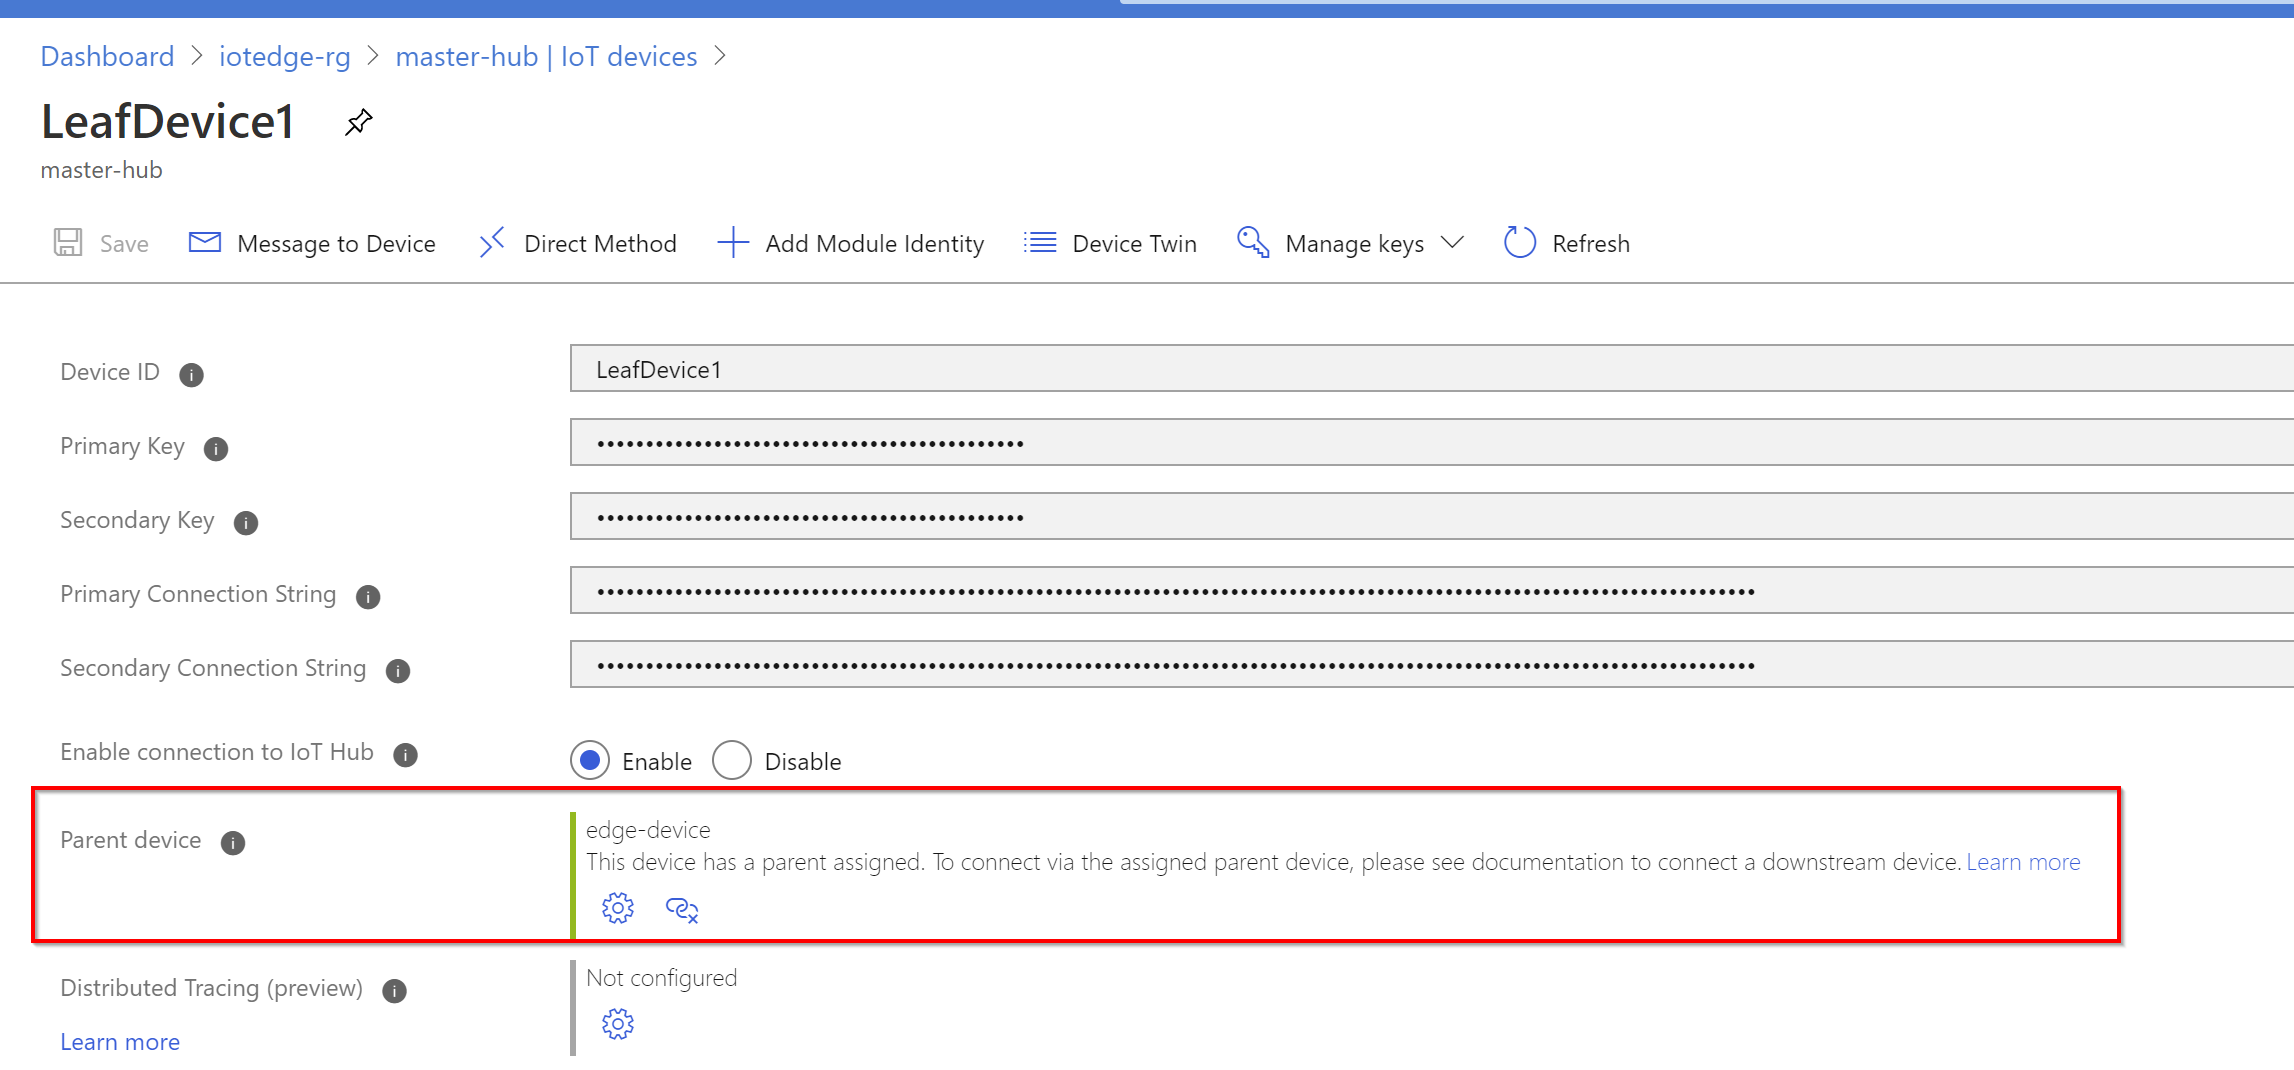 Dashboard > iotedge-rg > master-hub | IoT devices >
LeafDevice1
master-hub
Save Message to Device Direct Method Add Module Identity Device Twin Manage keys Refresh
Device ID LeafDevice1
Primary Key
Secondary Key
Primary Connection String
Secondary Connection String
Enable connection to IoT Hub Enable Disable
Parent device
edge-device
This device has a parent assigned. To connect via the assigned parent device, please see documentation to connect a downstream device. Learn more
Distributed Tracing (preview) Not configured
Learn more